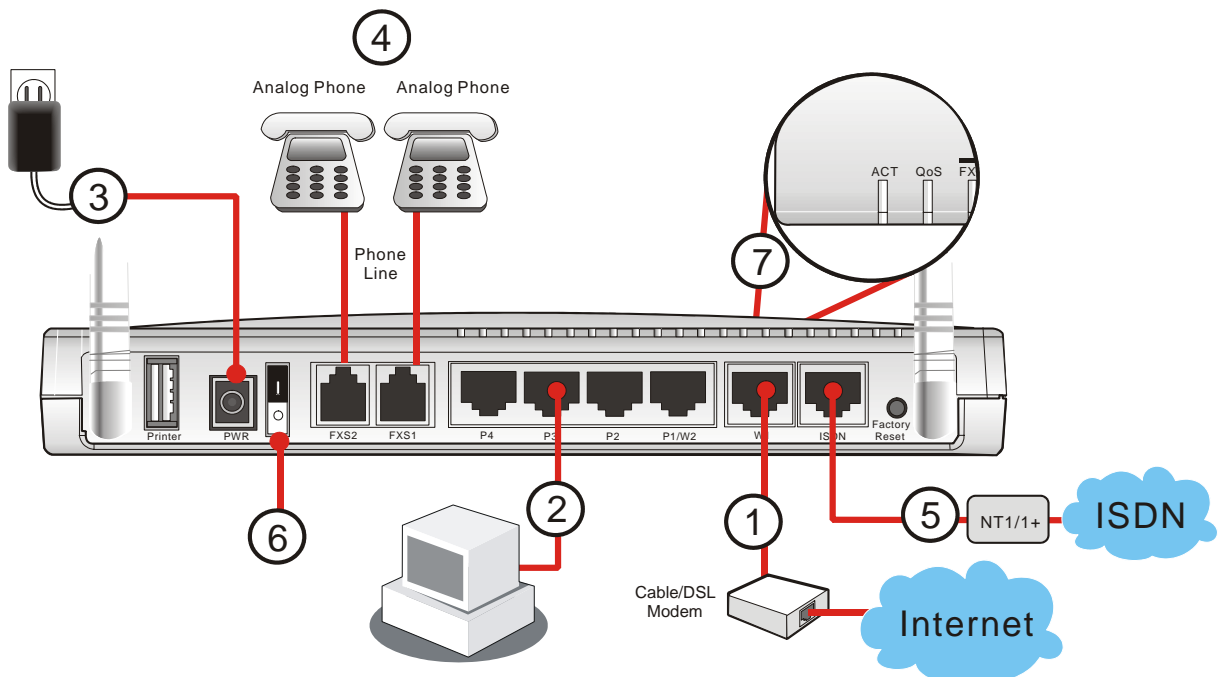 4
Analog Phone
Analog Phone
3
ACT
QoS
FX
Phone
Line
7
Printer
PWR
FXS2
FXS1
P4
P3
P2
P1/W2
ISDN
Factory
Reset
6
2
1
5
NT1/1+
ISDN
Cable/DSL
Modem
Internet